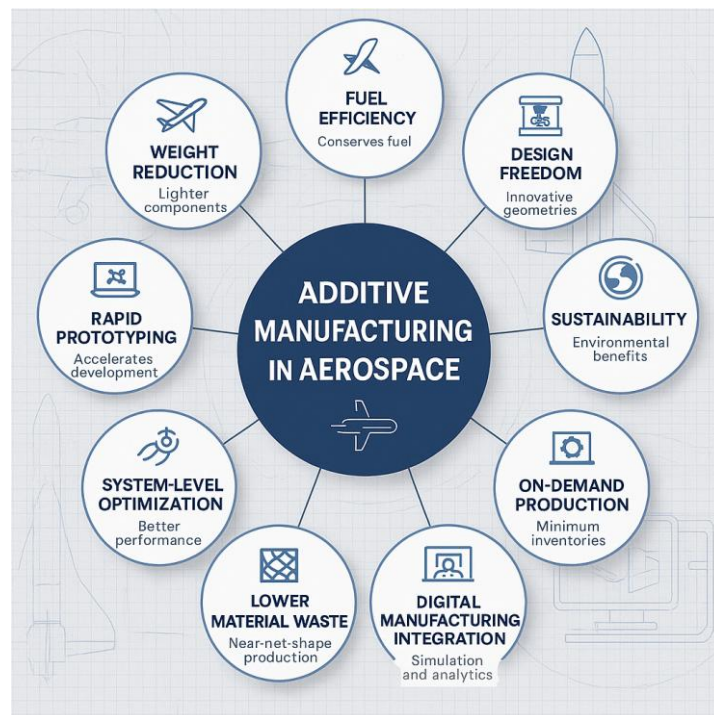 FUEL
EFFICIENCY
Conserves fuel
WEIGHT
REDUCTION
Lighter
components
DESIGN
FREEDOM
Innovative
geometries
RAPID
PROTOTYPING
Accelerates
development
ADDITIVE
MANUFACTURING
IN AEROSPACE
SUSTAINABILITY
Environmental
benefits
SYSTEM-LEVEL
OPTIMIZATION
Better
performance
ON-DEMAND
PRODUCTION
Minimum
inventories
LOWER
MATERIAL WASTE
Near-net-shape
production
DIGITAL
MANUFACTURING
INTEGRATION
Simulation
and analytics